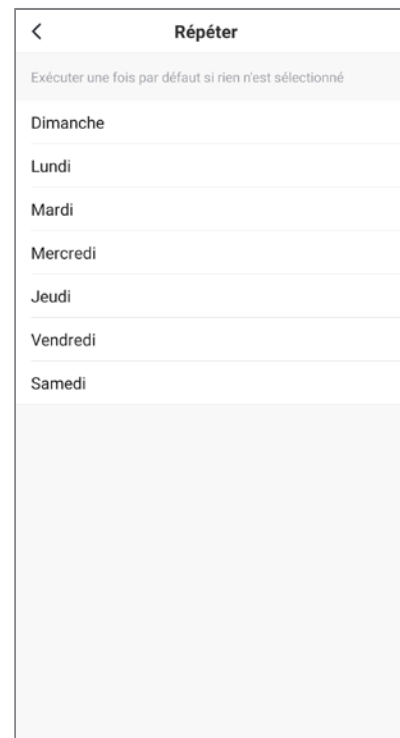 Répéter
Exécuter une fois par défaut si rien n'est sélectionné
Dimanche
Lundi
Mardi
Mercredi
Jeudi
Vendredi
Samedi